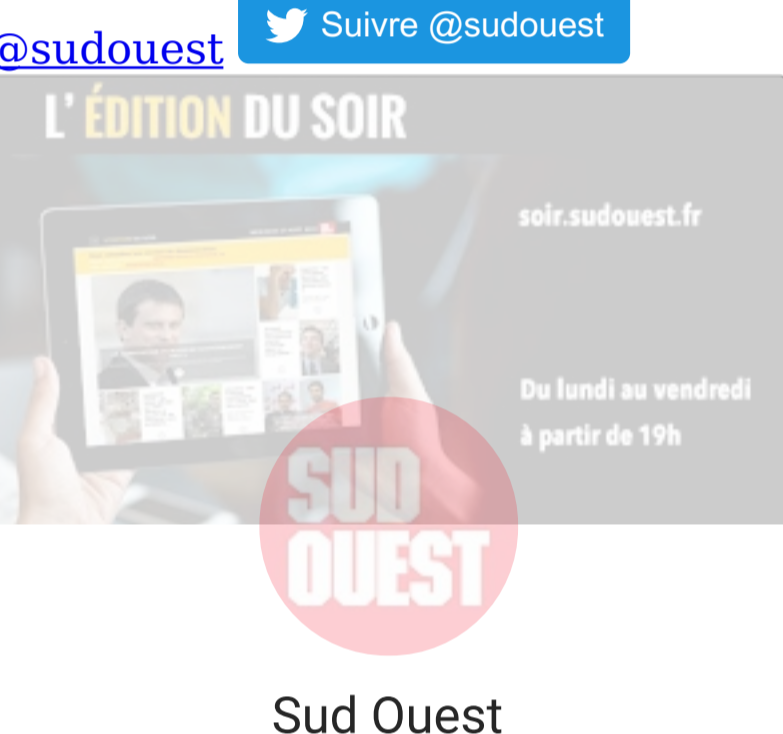 @sudouest
Suivre @sudouest
L'ÉDITION DU SOIR
soir.sudouest.fr
Du lundi au vendredi
à partir de 19h
SUD
OUEST
Sud Ouest